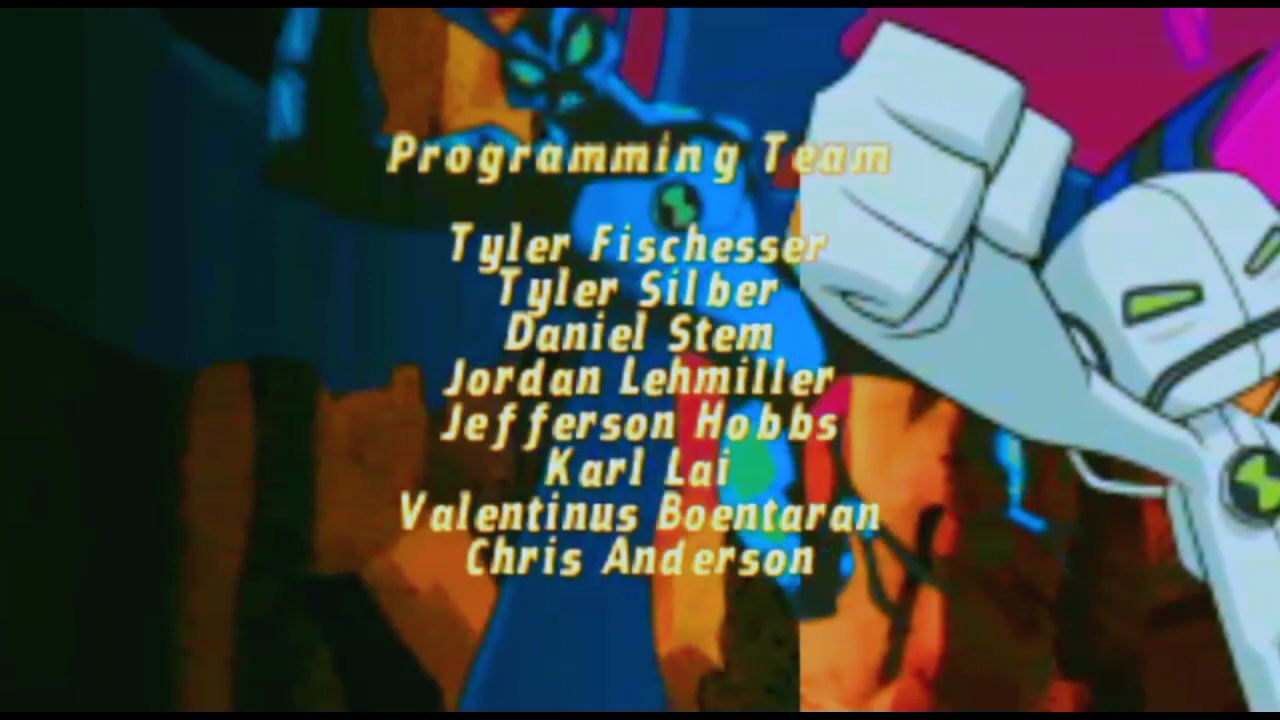 Programming Team
Tyler Fischesser
Tyler Silber
Daniel Stem
Jordan Lehmiller
Jefferson Hobbs
Karl Lai
Valentinus Boentaran
Chris Anderson